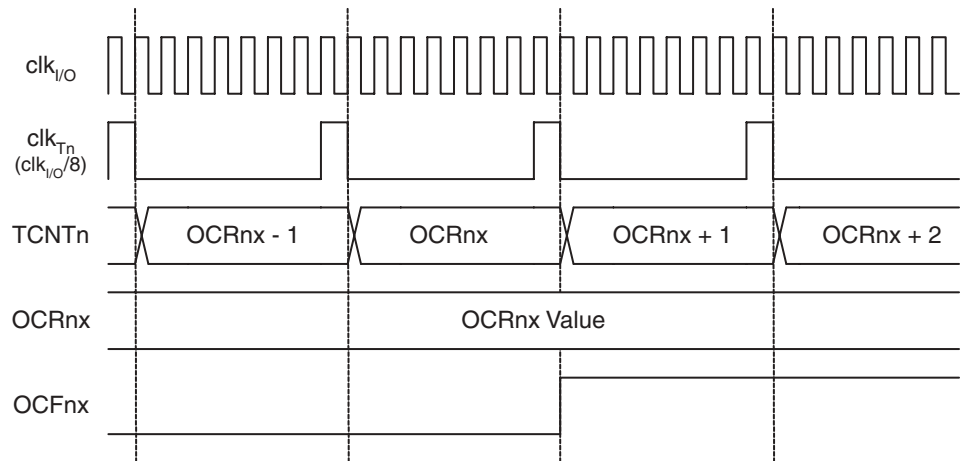 clkI/O
clkTn
(clkI/O/8)
TCNTn
OCRnx - 1
OCRnx
OCRnx + 1
OCRnx + 2
OCRnx
OCRnx Value
OCFnx